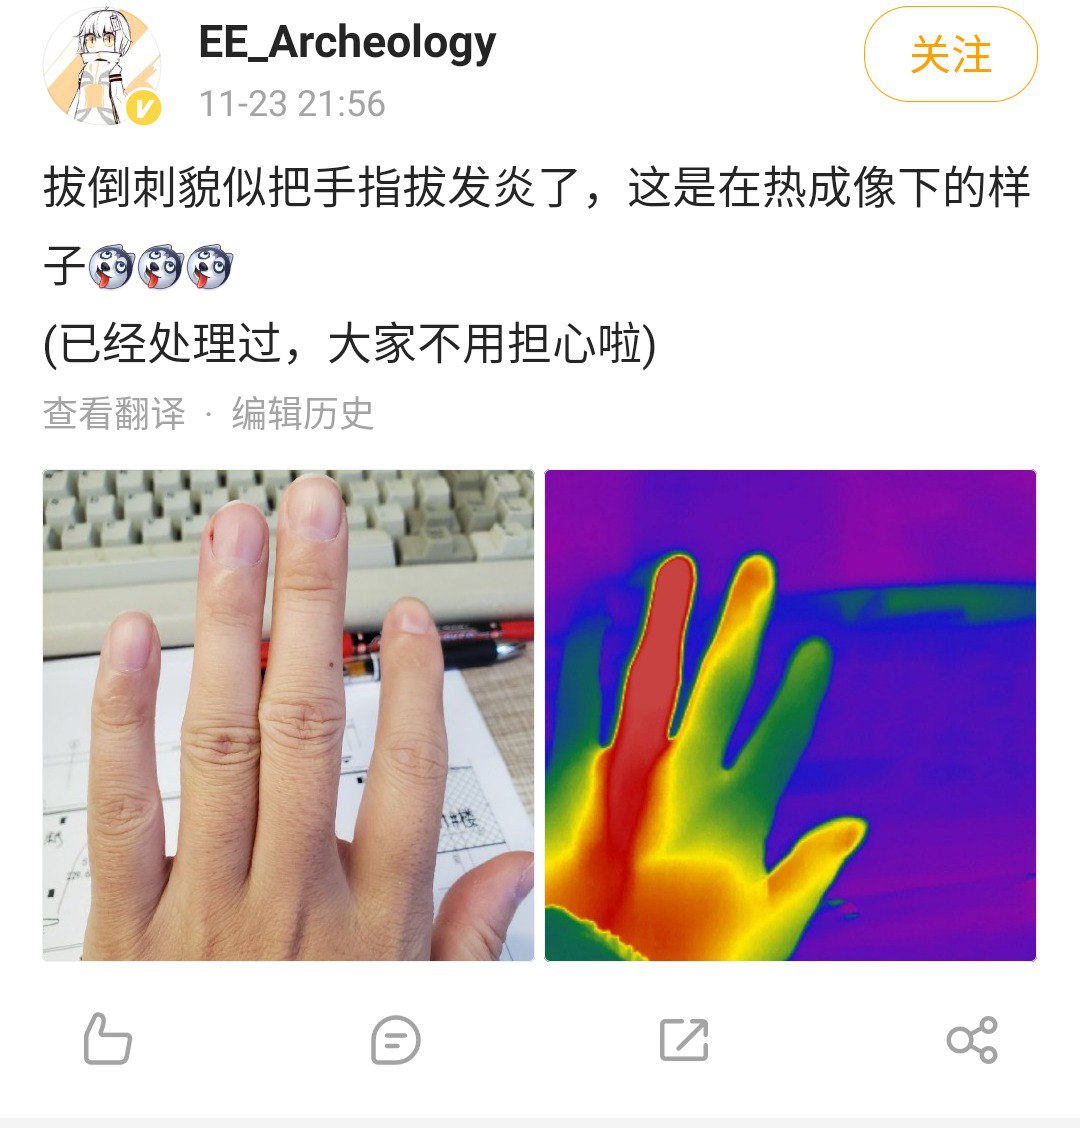 EE_Archeology
关注
11-23 21:56
拔倒刺貌似把手指拔发炎了，这是在热成像下的样
子
(已经处理过，大家不用担心啦)
查看翻译 · 编辑历史
1#楼